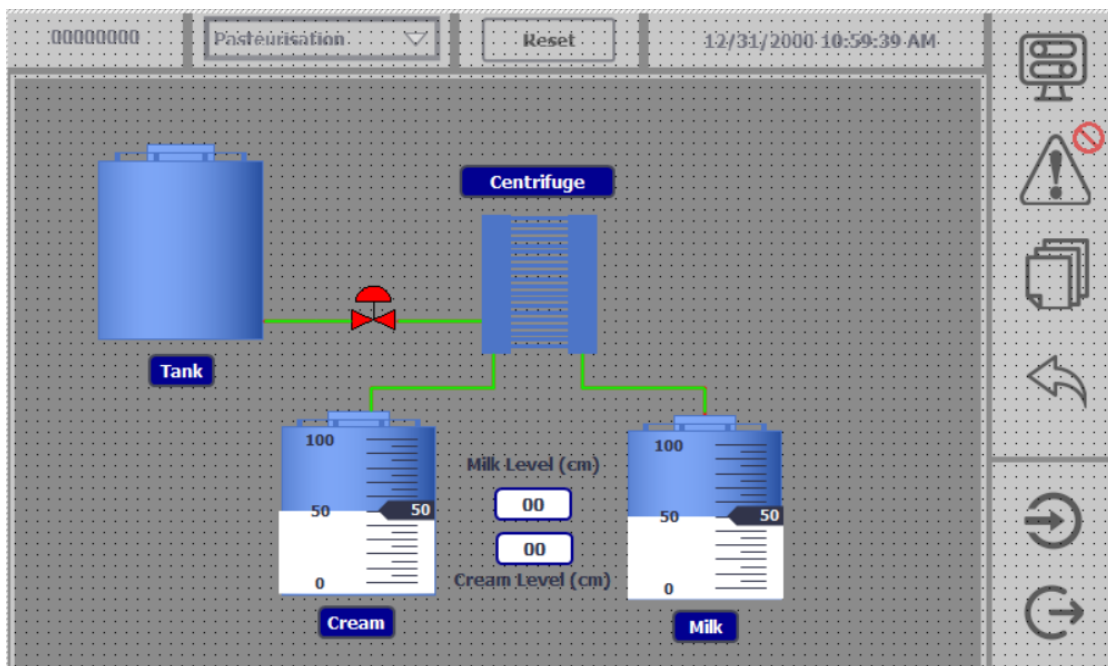 00000000 Pasteurisation Reset 12/31/2000 10:59:39 AM
Centrifuge
Tank
100
50 50
0
Cream
Milk Level (cm)
00
00
Cream Level (cm)
100
50 50
0
Milk